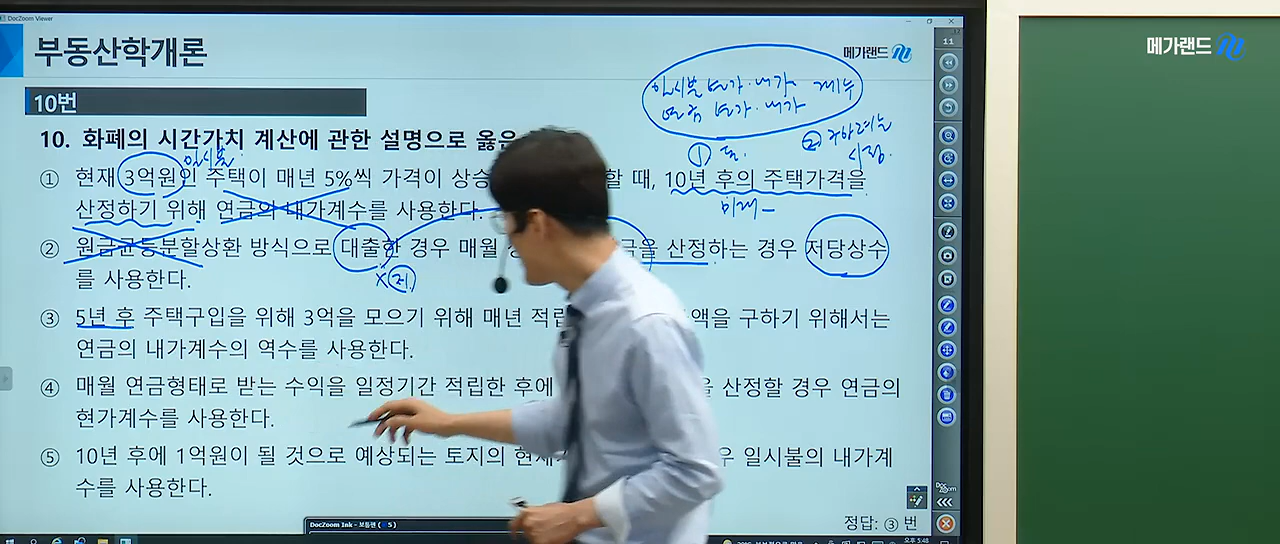 DocZoom Viewer
부동산학개론
메가랜드
11
메가랜드
10번
일시불 현가·내가 계수
연금 현가·내가
10. 화폐의 시간가치 계산에 관한 설명으로 옳은
일시불
① ②
① 현재 3억원인 주택이 매년 5%씩 가격이 상승 할 때, 10년 후의 주택가격을
산정하기 위해 연금의 내가계수를 사용한다.
미래
② 원금균등분할상환 방식으로 대출한 경우 매월 을 산정하는 경우 저당상수
를 사용한다.
③ 5년 후 주택구입을 위해 3억을 모으기 위해 매년 적립 액을 구하기 위해서는
연금의 내가계수의 역수를 사용한다.
④ 매월 연금형태로 받는 수익을 일정기간 적립한 후에 을 산정할 경우 연금의
현가계수를 사용한다.
⑤ 10년 후에 1억원이 될 것으로 예상되는 토지의 현재 우 일시불의 내가계
수를 사용한다.
정답: ③ 번
DocZoom Ink - 보통펜 ( 5 )
DocZoom
오후 5:48